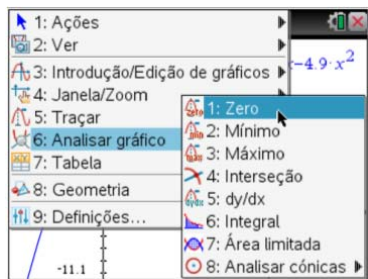 1: Ações
2: Ver
3: Introdução/Edição de gráficos
4: Janela/Zoom
5: Traçar
6: Analisar gráfico
7: Tabela
8: Geometria
9: Definições...
1: Zero
2: Mínimo
3: Máximo
4: Interseção
5: dy/dx
6: Integral
7: Área limitada
8: Analisar cónicas
x-4.9·x²
-11.1